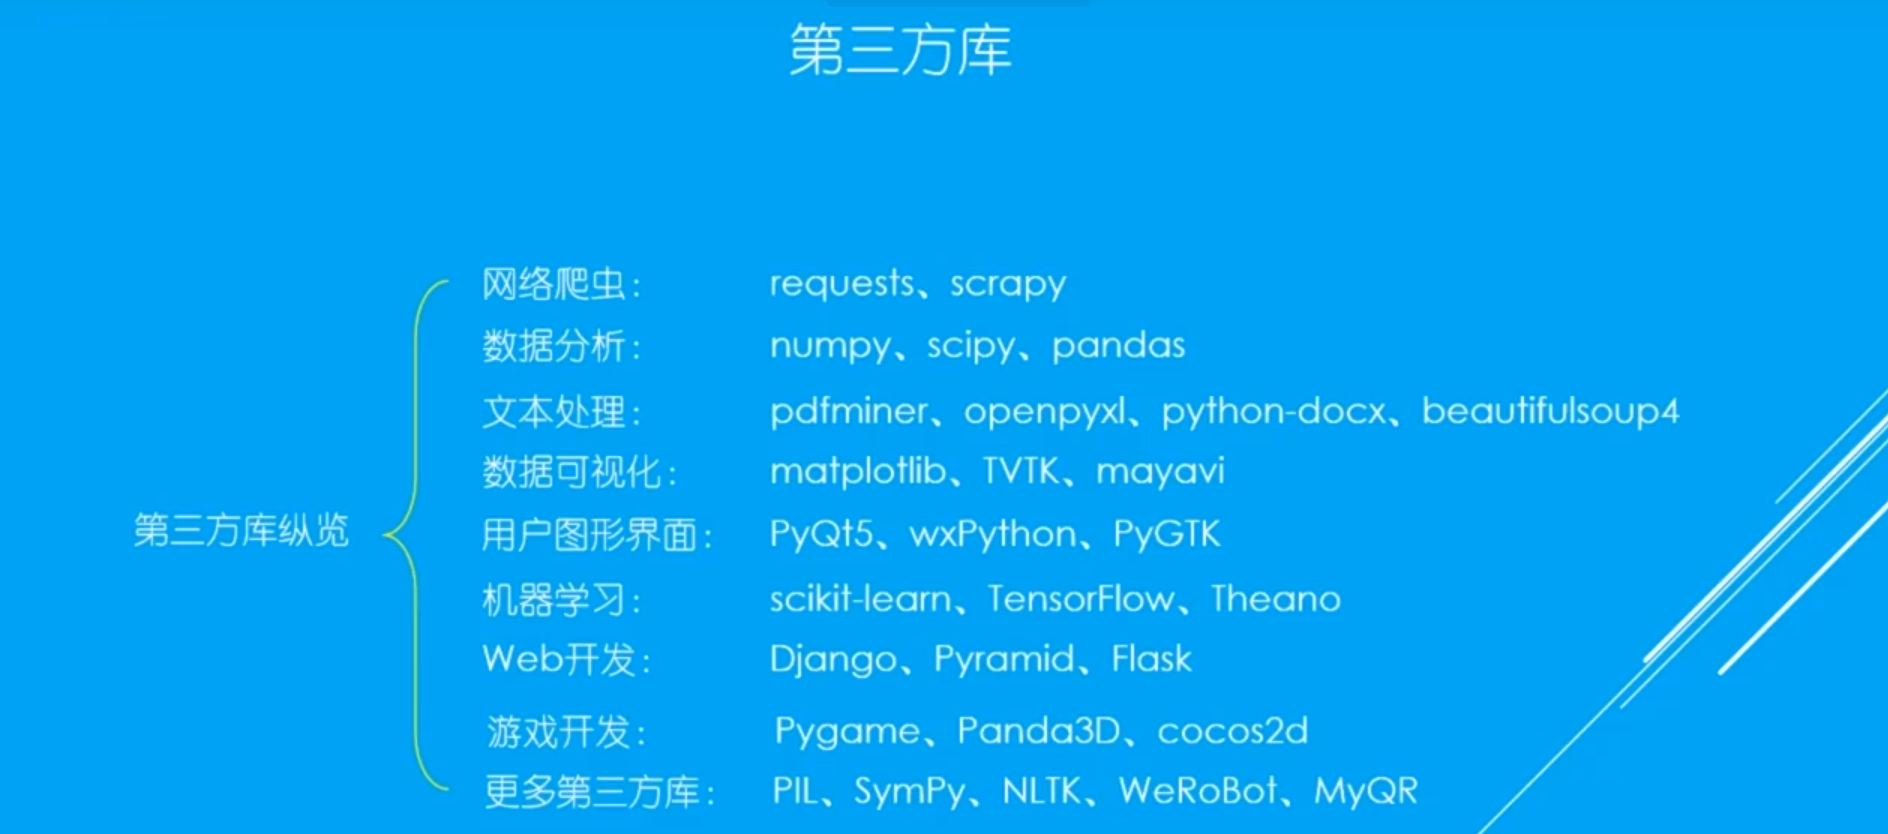 第三方库
网络爬虫: requests、scrapy
数据分析: numpy、scipy、pandas
文本处理: pdfminer、openpyxl、python-docx、beautifulsoup4
数据可视化: matplotlib、TVTK、mayavi
第三方库纵览
用户图形界面: PyQt5、wxPython、PyGTK
机器学习: scikit-learn、TensorFlow、Theano
Web开发: Django、Pyramid、Flask
游戏开发: Pygame、Panda3D、cocos2d
更多第三方库: PIL、SymPy、NLTK、WeRoBot、MyQR